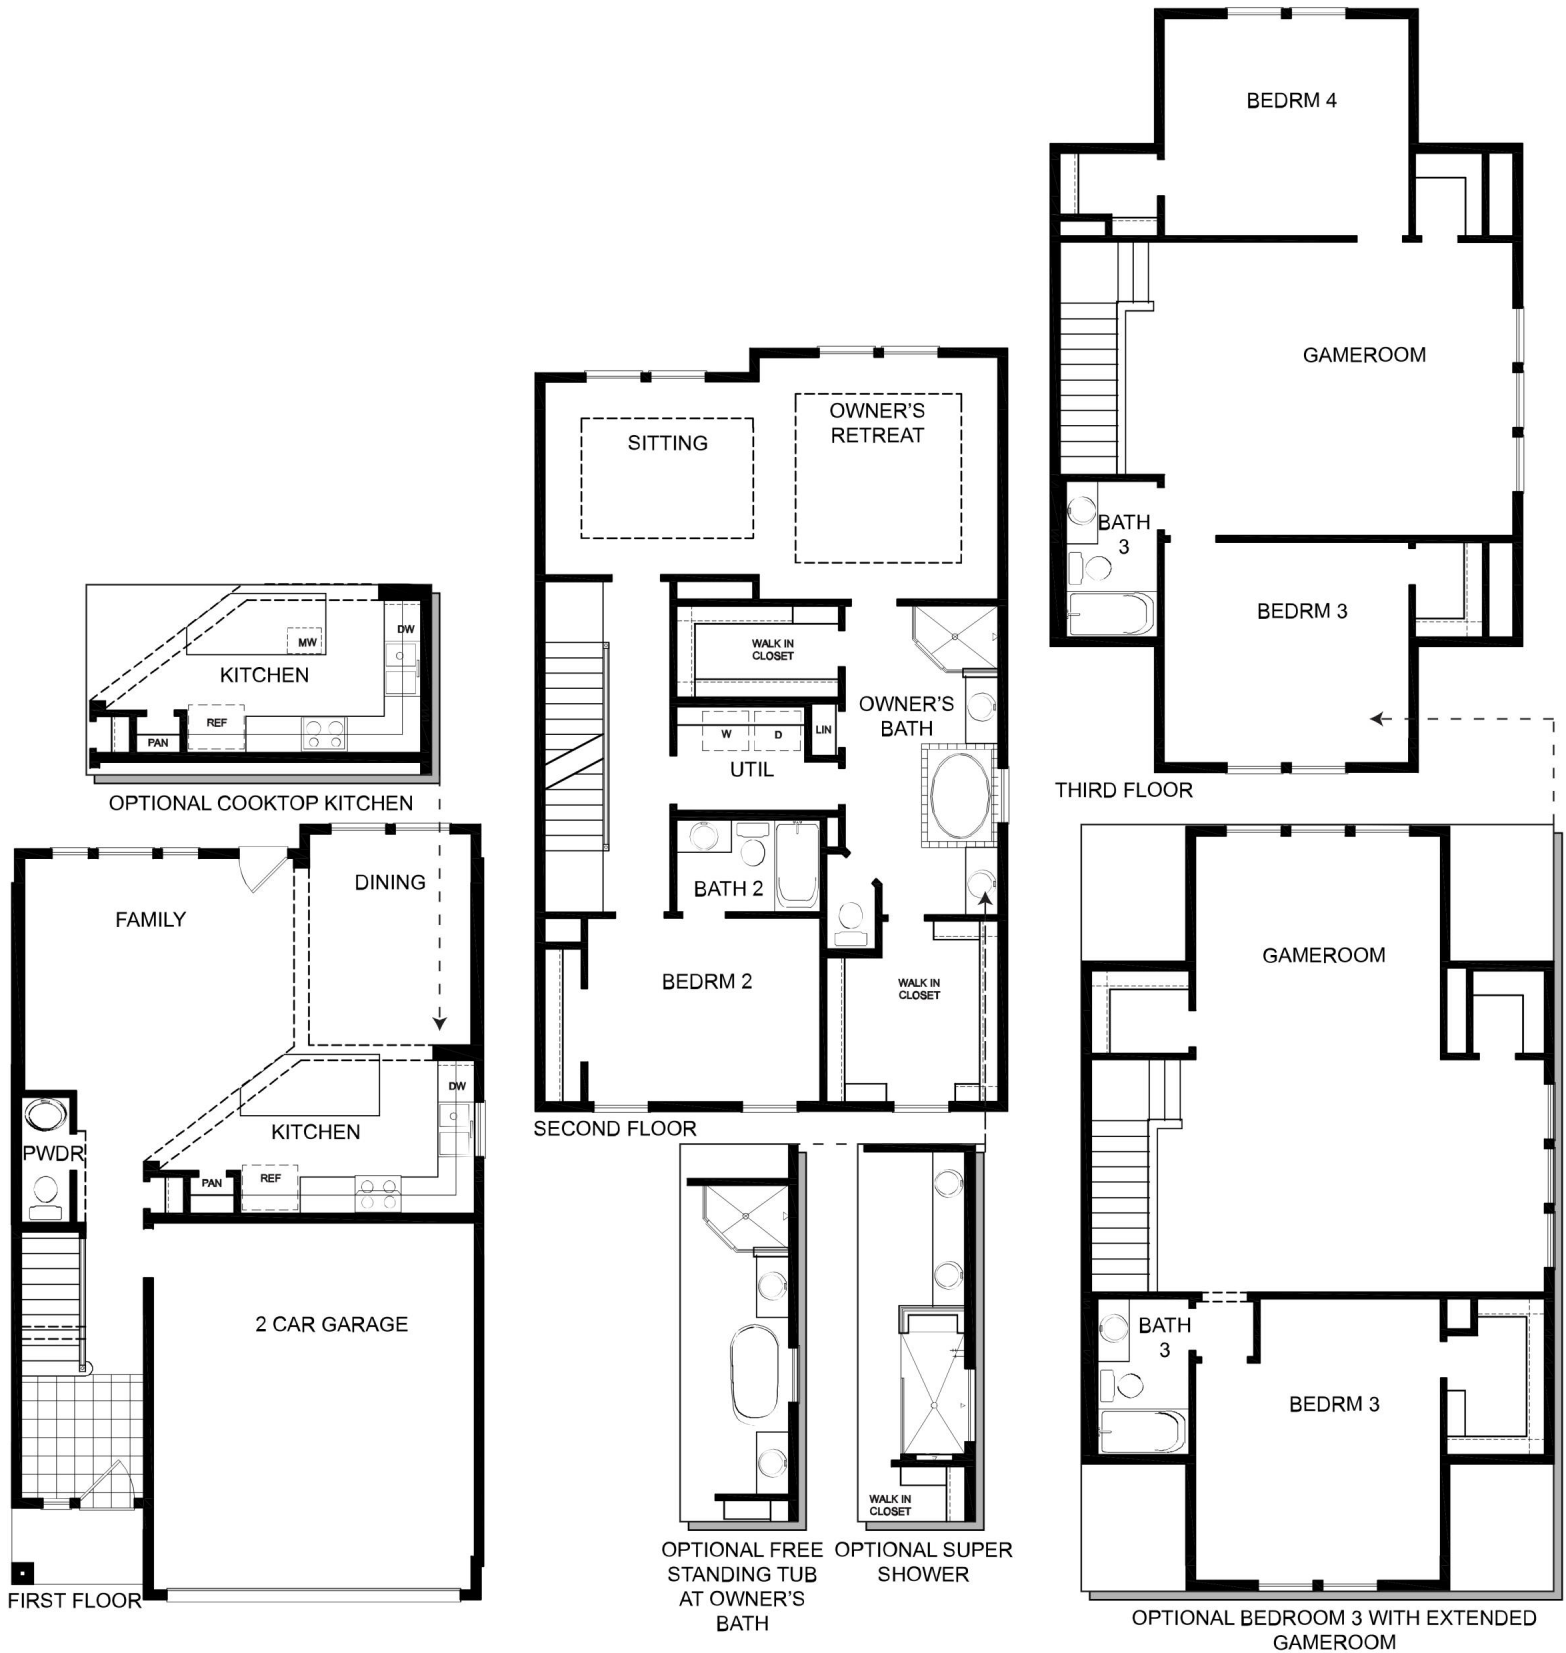 BEDRM 4
GAMEROOM
BATH
3
BEDRM 3
THIRD FLOOR
SITTING
OWNER'S
RETREAT
WALK IN
CLOSET
OWNER'S
BATH
LIN
W
D
UTIL
BATH 2
BEDRM 2
WALK IN
CLOSET
SECOND FLOOR
DW
MW
KITCHEN
REF
PAN
OPTIONAL COOKTOP KITCHEN
DINING
FAMILY
DW
KITCHEN
PWDR
PAN
REF
2 CAR GARAGE
FIRST FLOOR
OPTIONAL FREE
STANDING TUB
AT OWNER'S
BATH
WALK IN
CLOSET
OPTIONAL SUPER
SHOWER
GAMEROOM
BATH
3
BEDRM 3
OPTIONAL BEDROOM 3 WITH EXTENDED
GAMEROOM